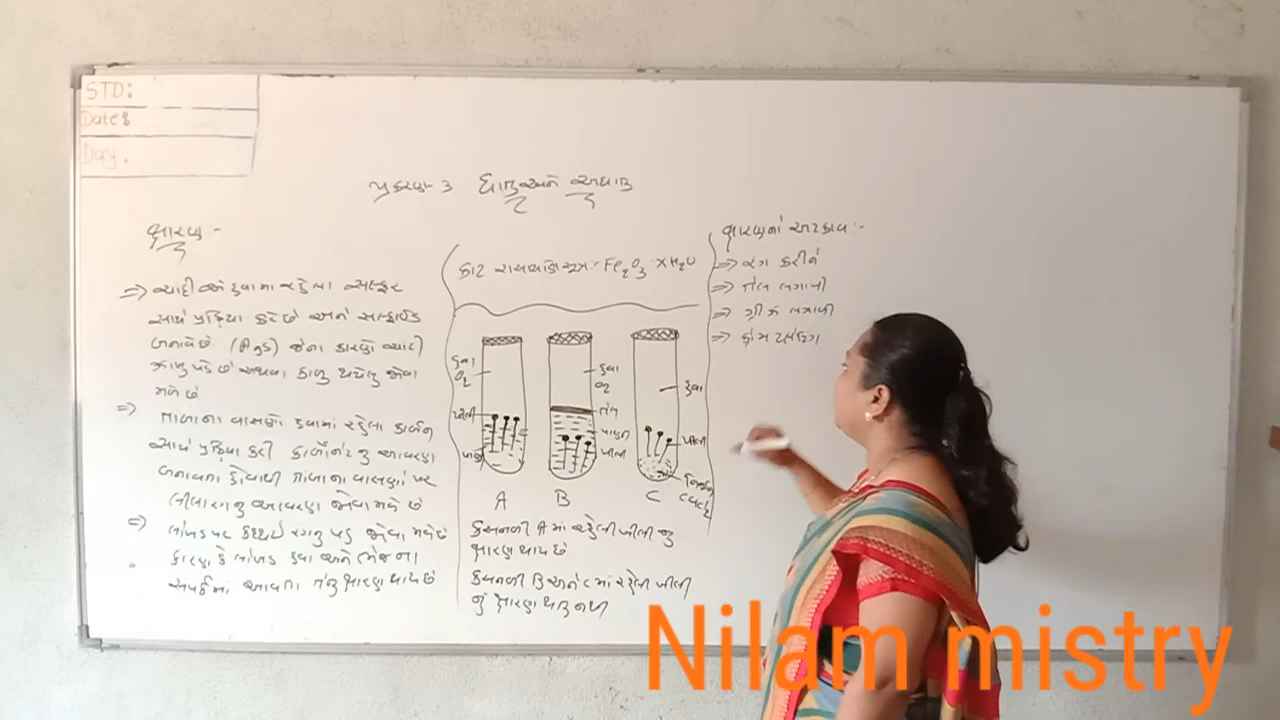 STD:
Date:
Day.
પ્રકરણ-3 ધાતુ અને અધાતુ
ક્ષારણ:-
=> ચાંદી એ હવામાં રહેલા સલ્ફર
સાથે પ્રક્રિયા કરે છે અને સલ્ફાઈડ
બનાવે છે જેના કારણે ચાંદી
કાળુ પડે છે અથવા કાળુ થયેલુ જોવા
મળે છે
=> તાંબાના વાસણો હવામાં રહેલા કાર્બન
સાથે પ્રક્રિયા કરી કાર્બોનેટનુ આવરણ
બનાવતા હોવાથી તાંબાના વાસણો પર
લીલા રંગનુ આવરણ જોવા મળે છે
=> લોખંડ પર કથ્થઈ રંગનુ પડ જોવા મળે છે
કારણ કે લોખંડ હવા અને ભેજના
સંપર્કમાં આવતા તેનુ ક્ષારણ થાય છે
કાટ રાસાયણિક સૂત્ર:- Fe2O3 XH2O
હવા
O2
ખીલી
પાણી
A
હવા
O2
તેલ
પાણી
ખીલી
B
હવા
ખીલી
C
કસનળી A માં રહેલી ખીલીનુ
ક્ષારણ થાય છે
કસનળી B અને C માં રહેલી ખીલી
નુ ક્ષારણ થતુ નથી
ક્ષારણનાં અટકાવ:-
=> રંગ કરીને
=> તેલ લગાવી
=> ગ્રીઝ લગાવી
=> ક્રોમ પ્લેટિંગ
Nilam mistry